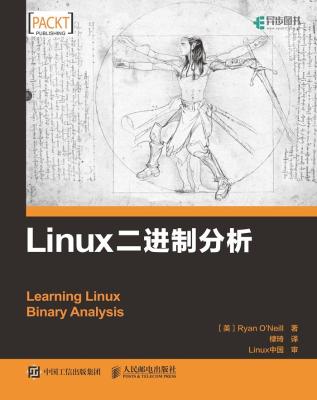 PACKT
PUBLISHING
异步图书
Linux二进制分析
Learning Linux
Binary Analysis
[美] Ryan O'Neill 著
棣琦 译
Linux中国 审
中国工信出版集团
人民邮电出版社
POSTS & TELECOM PRESS